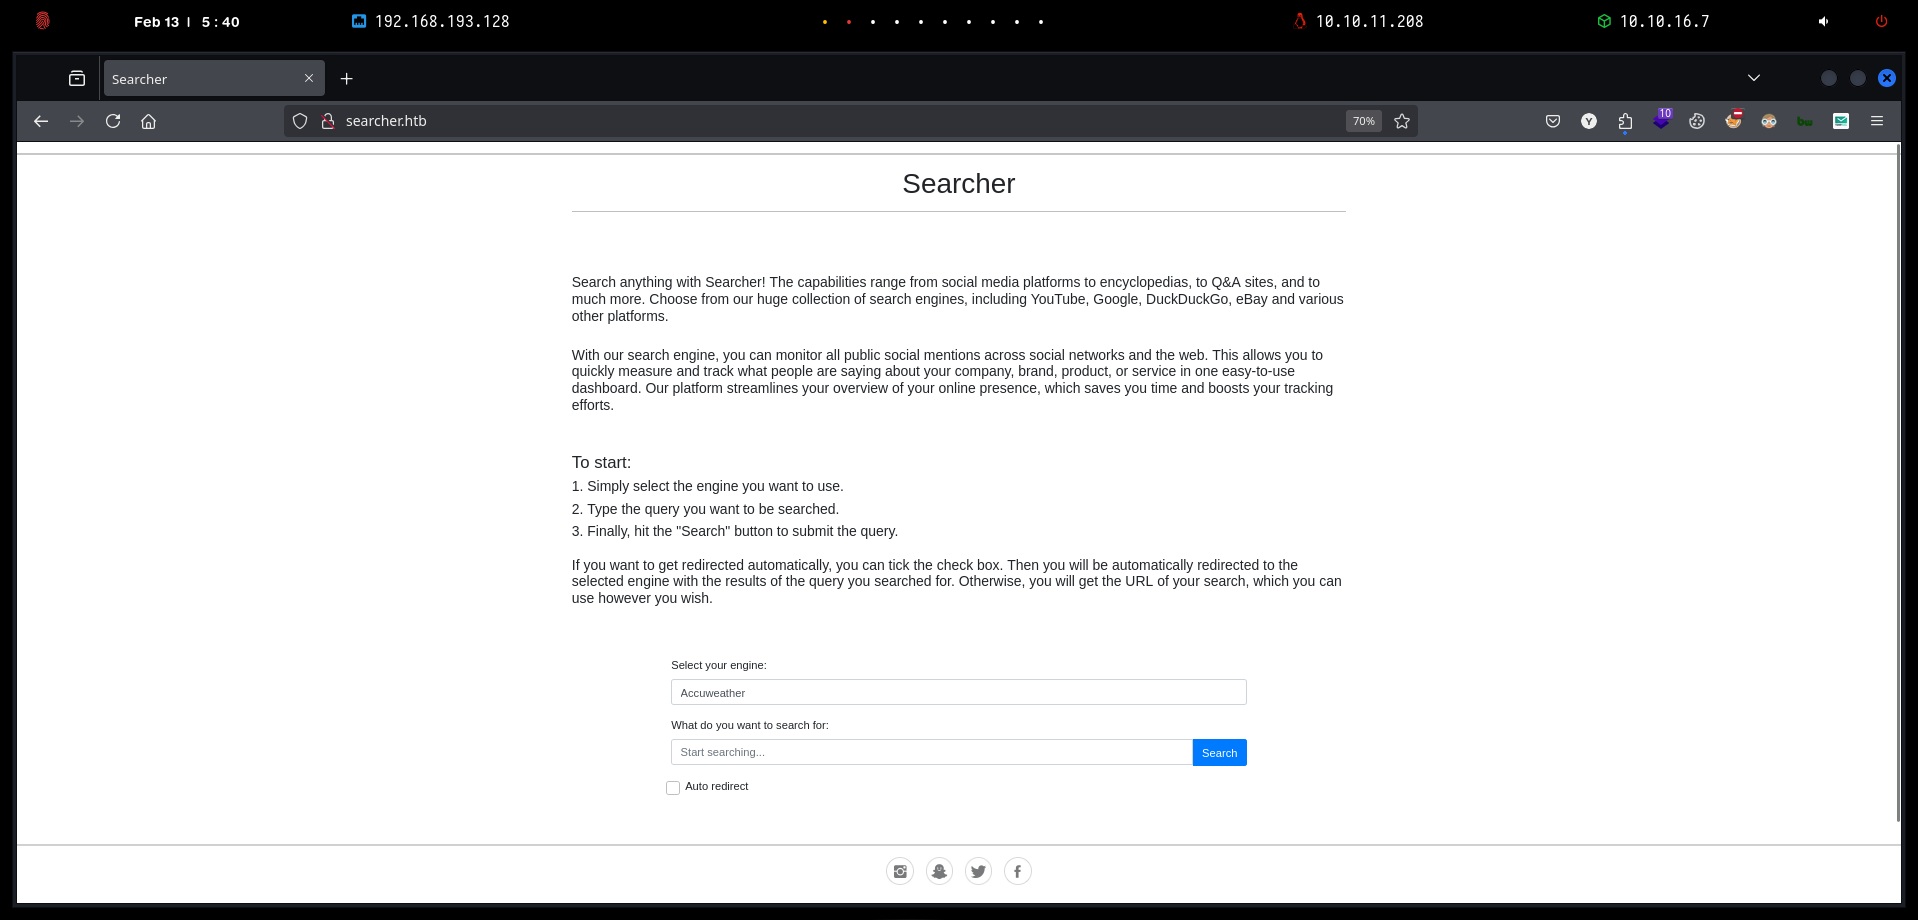 Feb 13 | 5:40 192.168.193.128 10.10.11.208 10.10.16.7
Searcher
searcher.htb 70% Y 10 bw
Searcher
Search anything with Searcher! The capabilities range from social media platforms to encyclopedias, to Q&A sites, and to
much more. Choose from our huge collection of search engines, including YouTube, Google, DuckDuckGo, eBay and various
other platforms.
With our search engine, you can monitor all public social mentions across social networks and the web. This allows you to
quickly measure and track what people are saying about your company, brand, product, or service in one easy-to-use
dashboard. Our platform streamlines your overview of your online presence, which saves you time and boosts your tracking
efforts.
To start:
1. Simply select the engine you want to use.
2. Type the query you want to be searched.
3. Finally, hit the "Search" button to submit the query.
If you want to get redirected automatically, you can tick the check box. Then you will be automatically redirected to the
selected engine with the results of the query you searched for. Otherwise, you will get the URL of your search, which you can
use however you wish.
Select your engine:
Accuweather
What do you want to search for:
Start searching... Search
Auto redirect